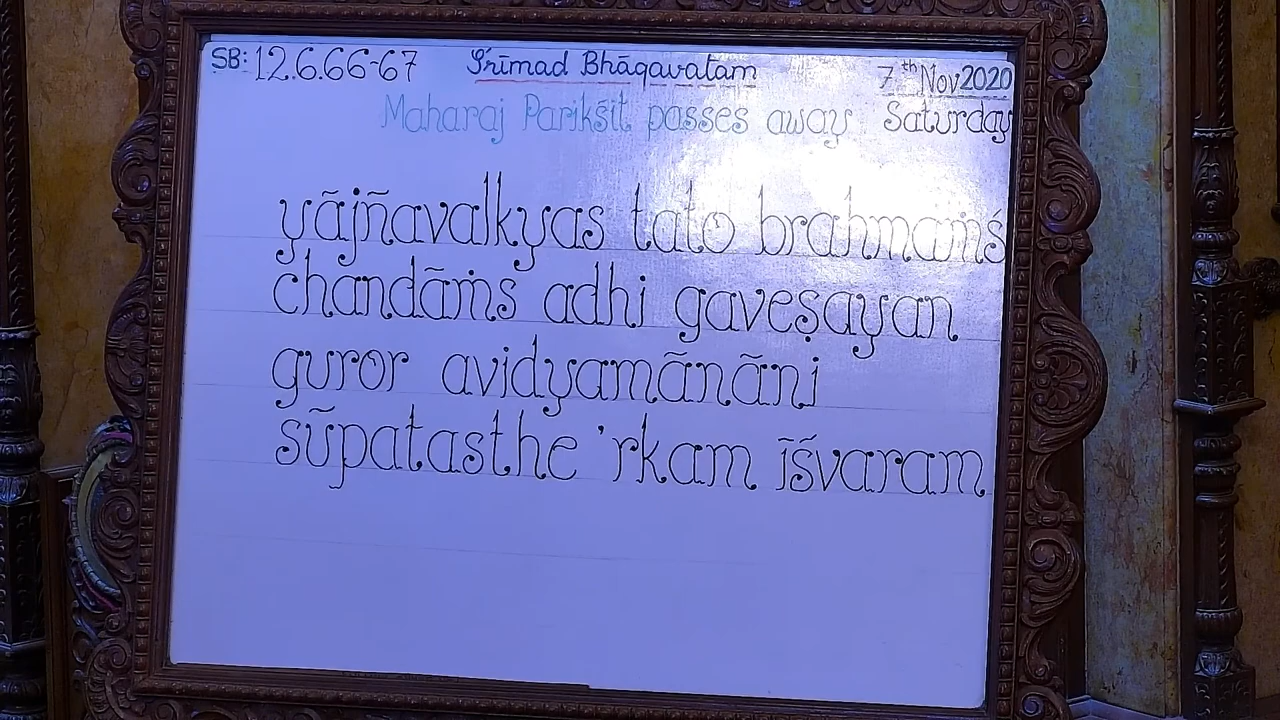 SB: 12.6.66-67 Śrīmad Bhāgavatam 7th Nov 2020
Maharaj Parikśit passes away Saturday
yājñavalkyas tato brahmaṁś
chandāṁs adhi gaveṣayan
guror avidyamānāni
sūpatasthe 'rkam īśvaram